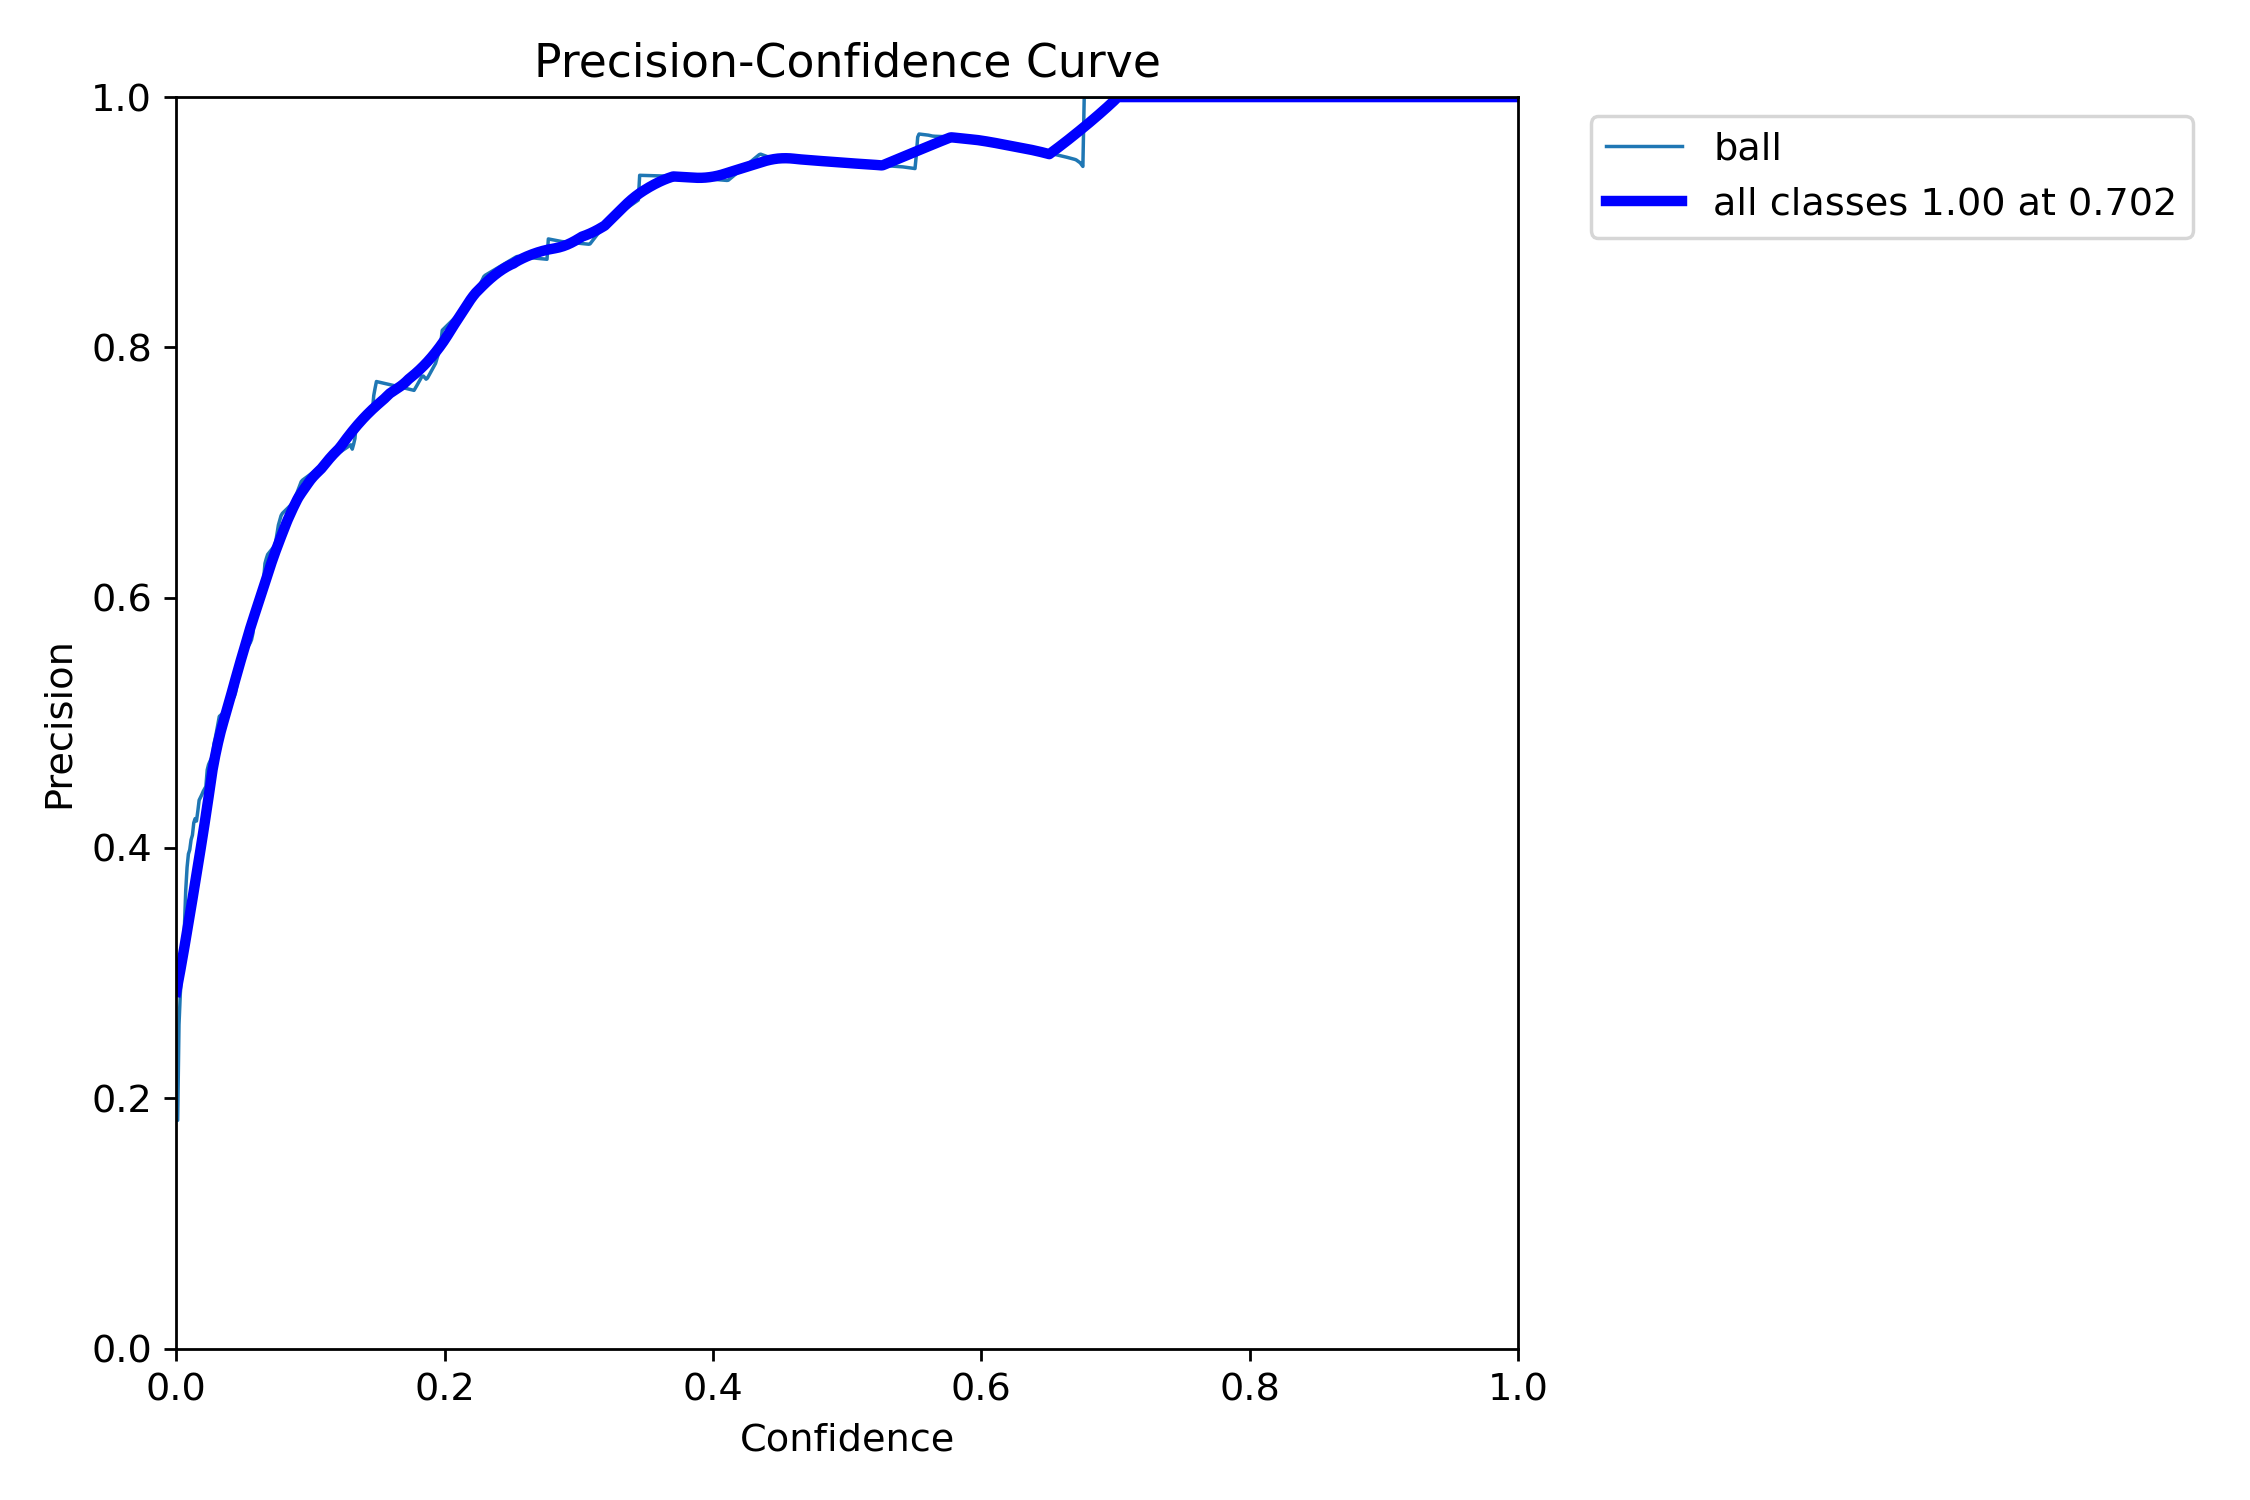 Precision-Confidence Curve
1.0
0.8
0.6
0.4
0.2
0.0
Precision
0.0 0.2 0.4 0.6 0.8 1.0
Confidence
ball
all classes 1.00 at 0.702